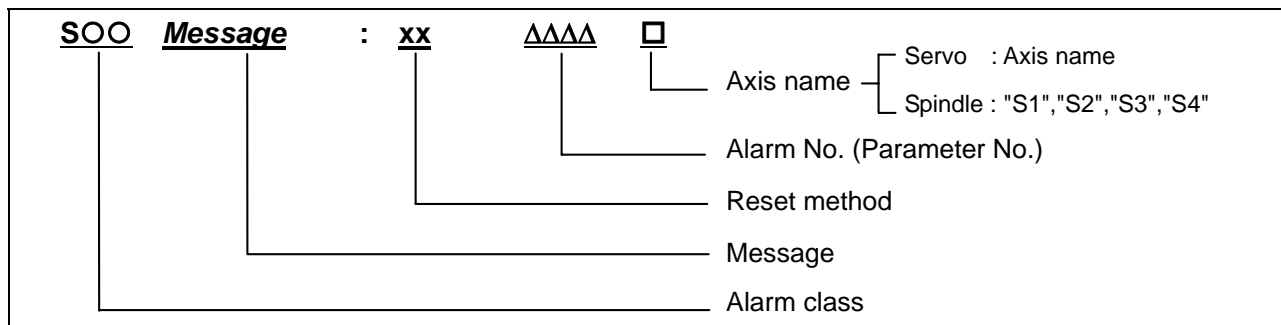 S○○ Message : xx ΔΔΔΔ □
Servo : Axis name
Axis name
Spindle : "S1","S2","S3","S4"
Alarm No. (Parameter No.)
Reset method
Message
Alarm class